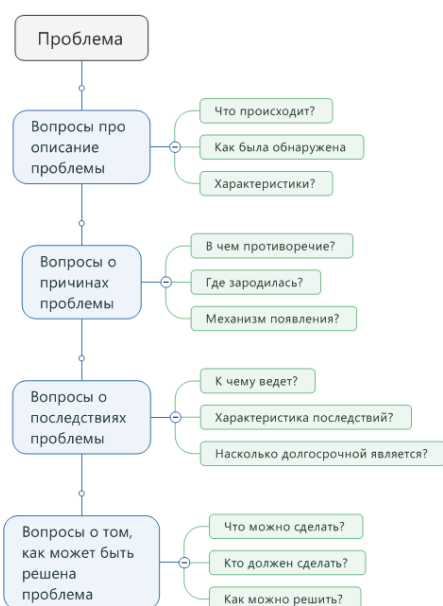 Проблема
Вопросы про
описание
проблемы
Что происходит?
Как была обнаружена
Характеристики?
Вопросы о
причинах
проблемы
В чем противоречие?
Где зародилась?
Механизм появления?
Вопросы о
последствиях
проблемы
К чему ведет?
Характеристика последствий?
Насколько долгосрочной является?
Вопросы о том,
как может быть
решена
проблема
Что можно сделать?
Кто должен сделать?
Как можно решить?